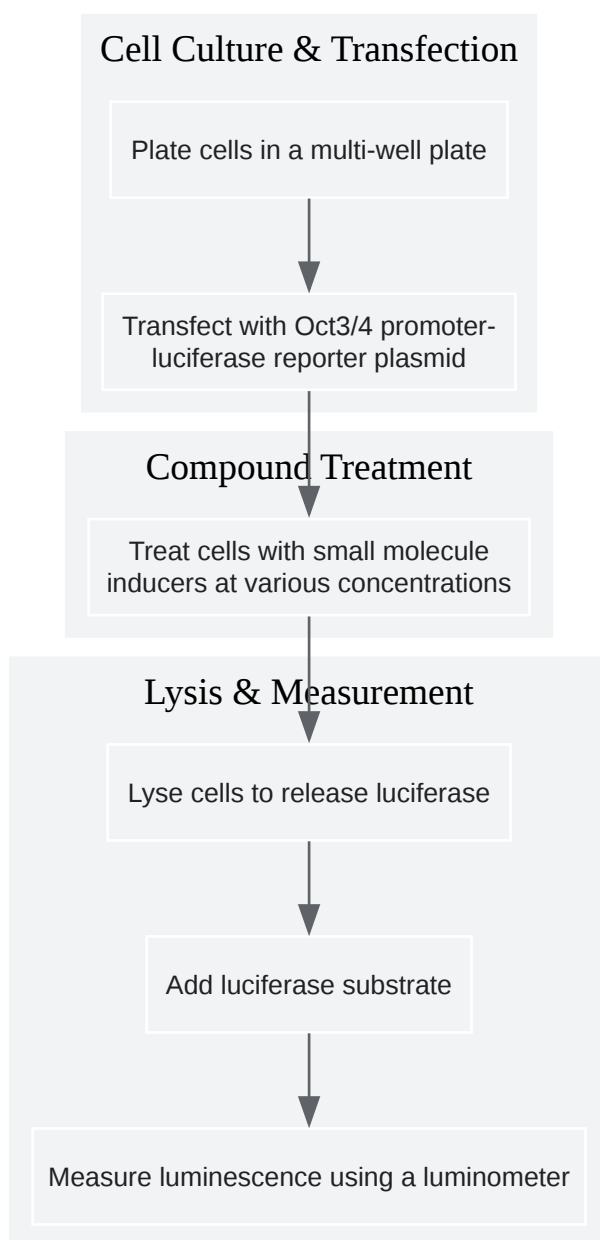 Cell Culture & Transfection
Plate cells in a multi-well plate
Transfect with Oct3/4 promoter-
luciferase reporter plasmid
Compound Treatment
Treat cells with small molecule
inducers at various concentrations
Lysis & Measurement
Lyse cells to release luciferase
Add luciferase substrate
Measure luminescence using a luminometer